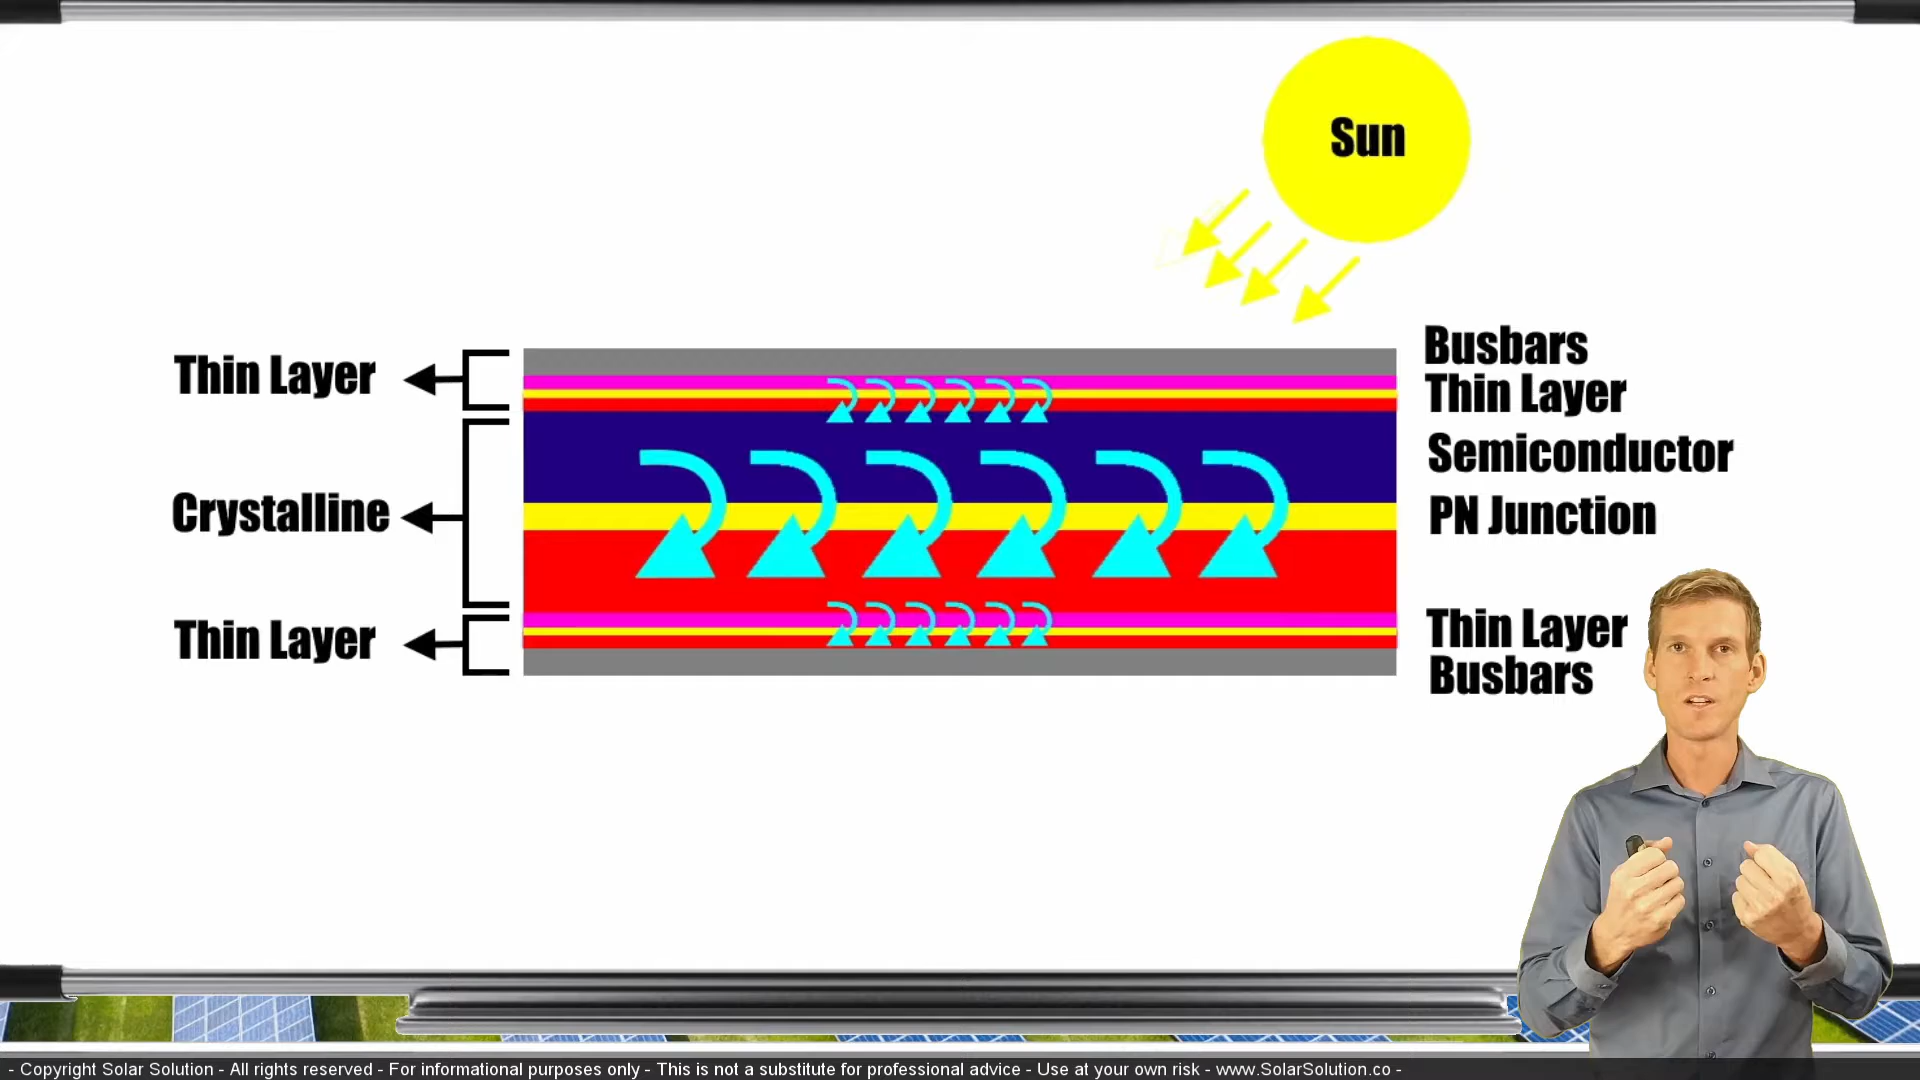 Sun
Busbars
Thin Layer
Thin Layer
Semiconductor
Crystalline
PN Junction
Thin Layer
Thin Layer
Busbars
- Copyright Solar Solution - All rights reserved - For informational purposes only - This is not a substitute for professional advice - Use at your own risk - www.SolarSolution.co -